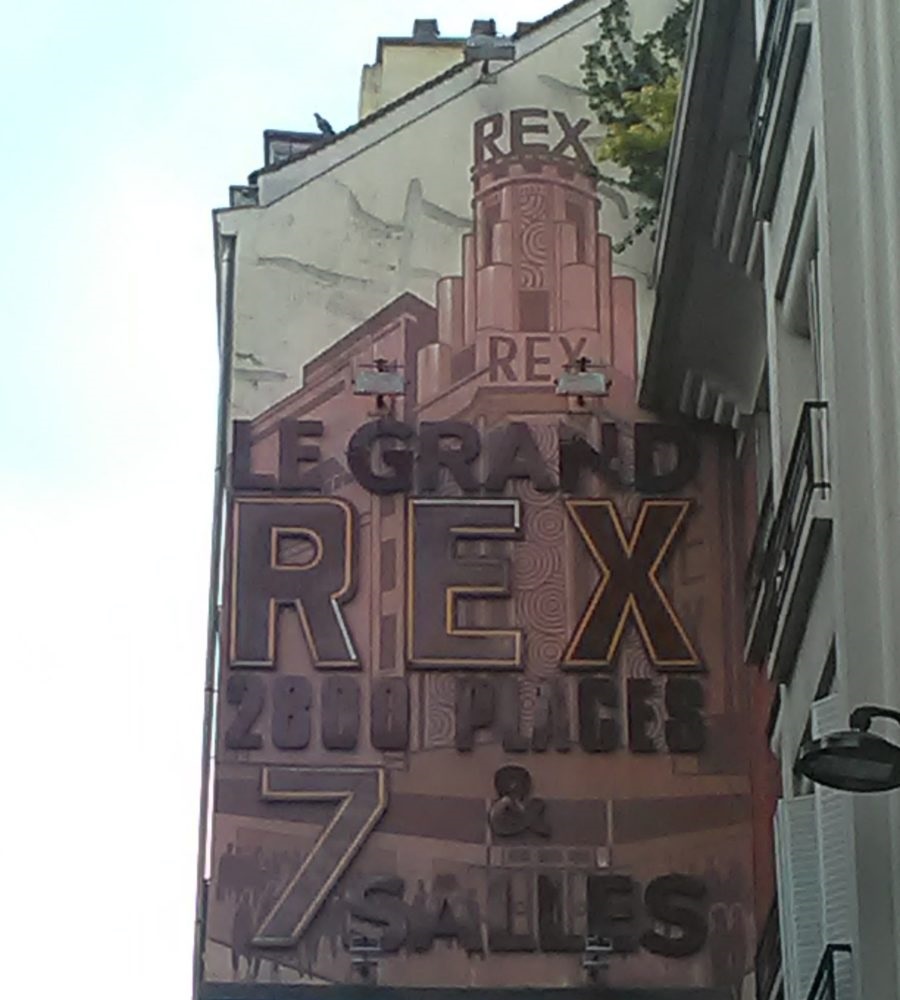 REX
REX
LE GRAND
REX
2800 PLACES
7 &
SALLES